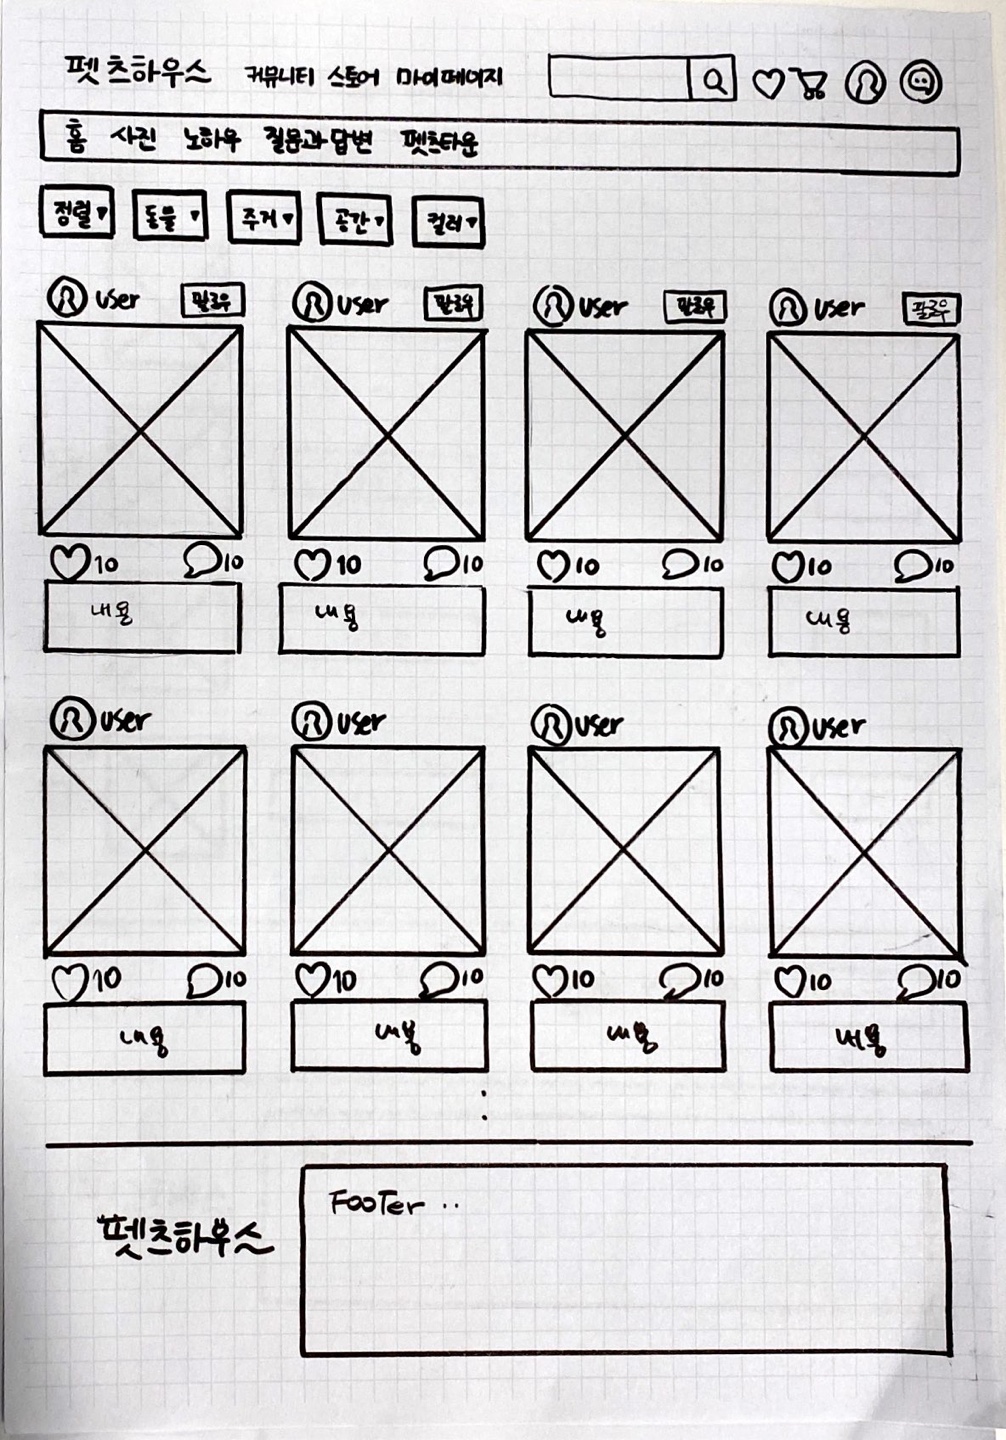 펫츠하우스 커뮤니티 스토어 마이페이지
홈 사진 노하우 질문과답변 펫츠타운
정렬▼ 동물▼ 주거▼ 공간▼ 컬러▼
user 팔로우 user 팔로우 user 팔로우 user 팔로우
10 10 10 10 10 10 10 10
내용 내용 내용 내용
user user user user
10 10 10 10 10 10 10 10
내용 내용 내용 내용
:
FOOTer ..
펫츠하우스